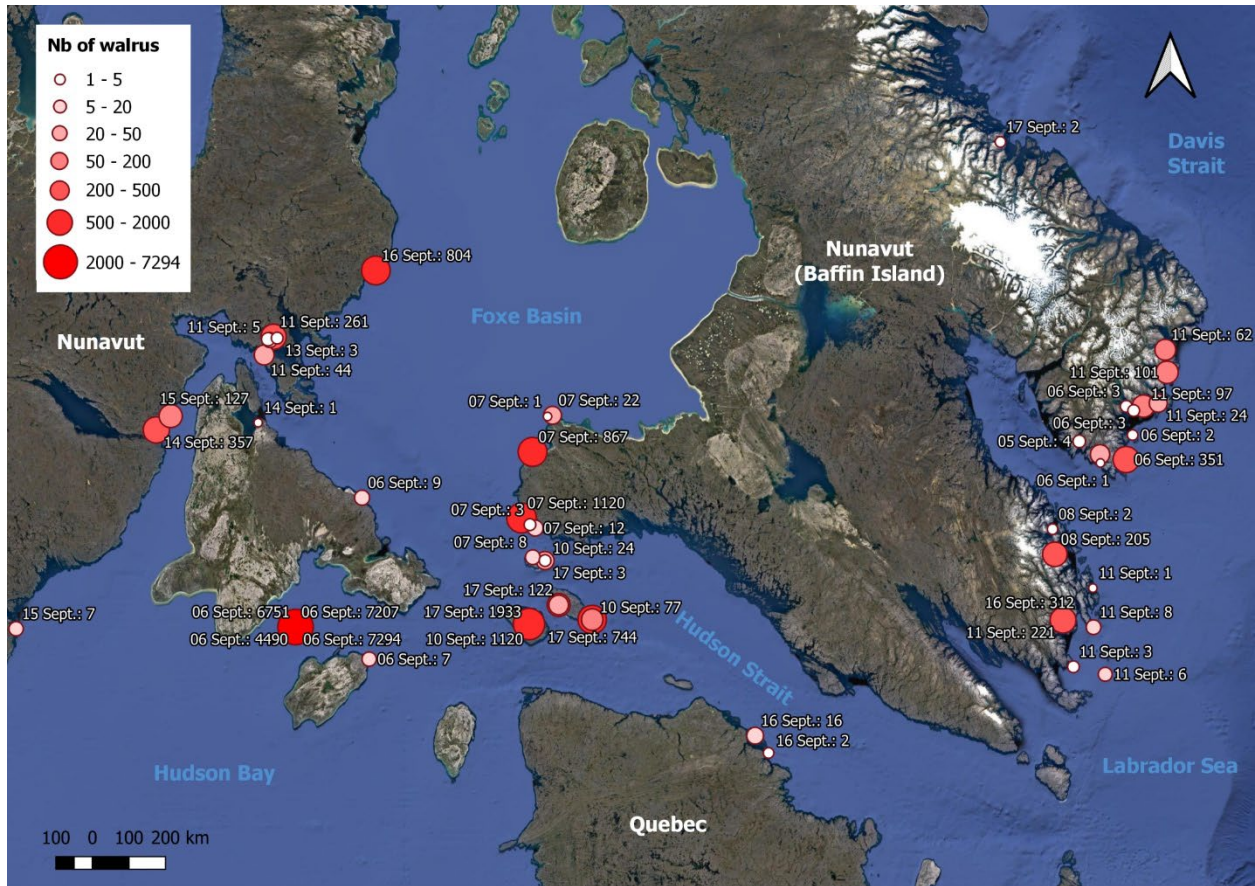 Nb of walrus
1 - 5
5 - 20
20 - 50
50 - 200
200 - 500
500 - 2000
2000 - 7294
17 Sept.: 2
Davis
Strait
16 Sept.: 804
Nunavut
(Baffin Island)
Foxe Basin
11 Sept.: 5
11 Sept.: 261
Nunavut
13 Sept.: 3
11 Sept.: 44
11 Sept.: 62
11 Sept.: 101
15 Sept.: 127
14 Sept.: 1
14 Sept.: 357
07 Sept.: 1
07 Sept.: 22
06 Sept.: 3
11 Sept.: 97
11 Sept.: 24
06 Sept.: 3
06 Sept.: 2
05 Sept.: 4
07 Sept.: 867
06 Sept.: 351
06 Sept.: 1
06 Sept.: 9
07 Sept.: 3
07 Sept.: 1120
07 Sept.: 12
08 Sept.: 2
07 Sept.: 8
10 Sept.: 24
08 Sept.: 205
17 Sept.: 3
11 Sept.: 1
15 Sept.: 7
06 Sept.: 6751
06 Sept.: 7207
06 Sept.: 4490
06 Sept.: 7294
17 Sept.: 122
17 Sept.: 1933
10 Sept.: 77
10 Sept.: 1120
17 Sept.: 744
16 Sept.: 312
11 Sept.: 8
11 Sept.: 221
06 Sept.: 7
Hudson Strait
11 Sept.: 3
11 Sept.: 6
16 Sept.: 16
16 Sept.: 2
Hudson Bay
Labrador Sea
Quebec
100 0 100 200 km